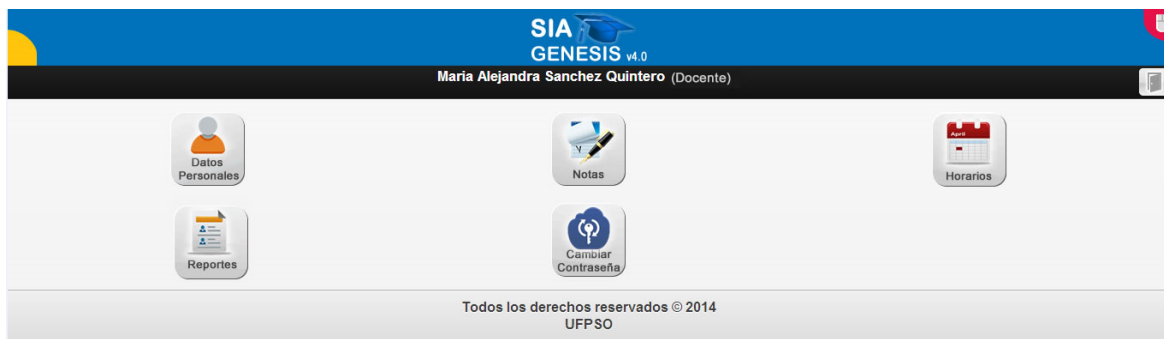 SIA
GENESIS v4.0
Maria Alejandra Sanchez Quintero (Docente)
Datos
Personales
Notas
April
Horarios
Reportes
Cambiar
Contraseña
Todos los derechos reservados © 2014
UFPSO